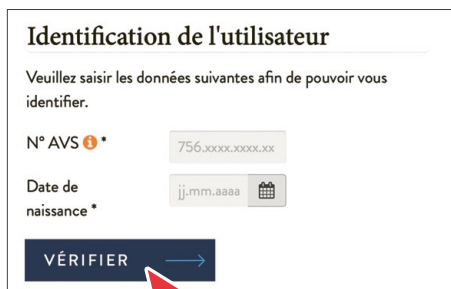 Identification de l'utilisateur
Veuillez saisir les données suivantes afin de pouvoir vous
identifier.
N° AVS i *
756.xxxx.xxxx.xx
Date de
naissance *
jj.mm.aaaa
VÉRIFIER